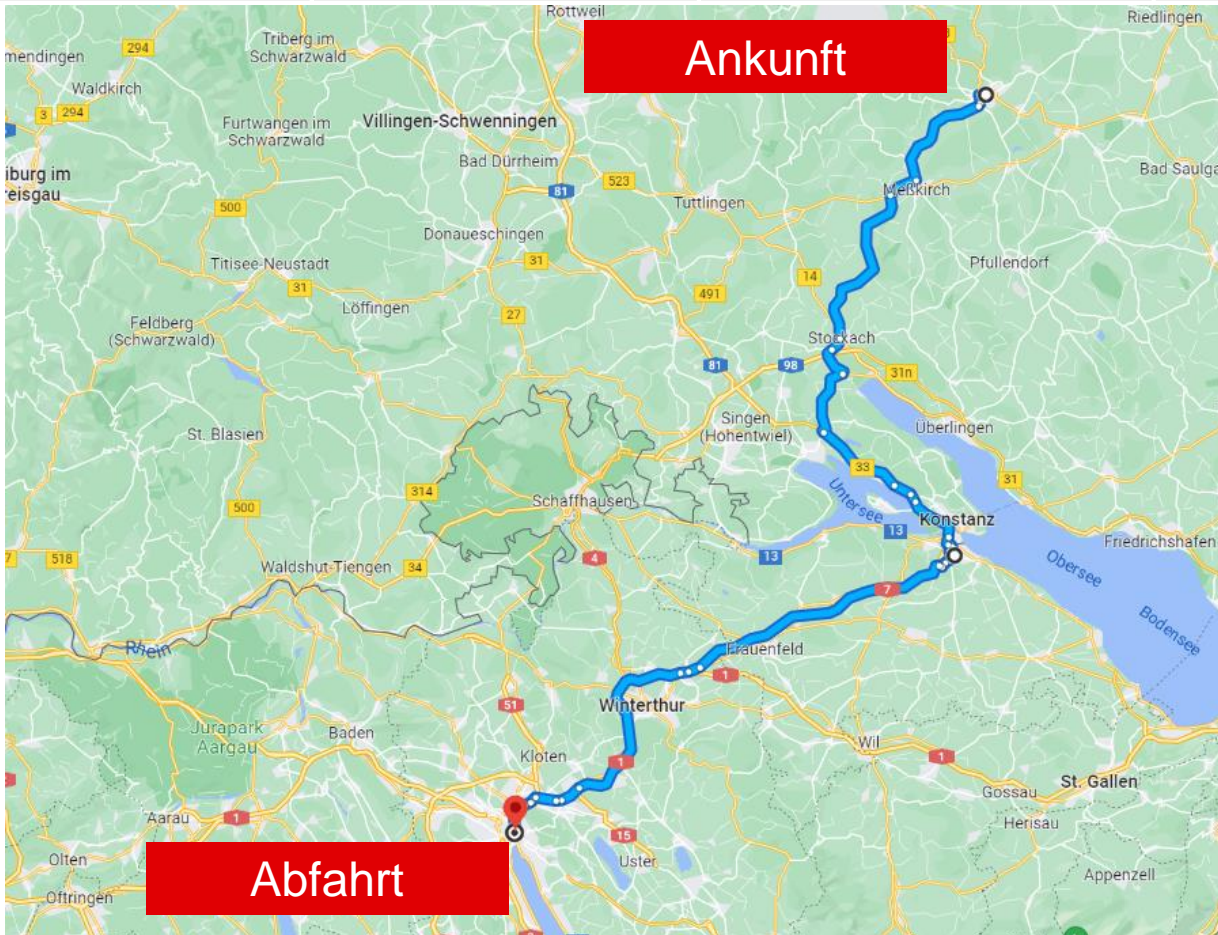 Rottweil
Riedlingen
Triberg im
Schwarzwald
294
Ankunft
mendingen
Waldkirch
3
294
Furtwangen im
Schwarzwald
Villingen-Schwenningen
Bad Dürrheim
iburg im
reisgau
81
523
Meßkirch
Bad Saulga
500
Tuttlingen
Donaueschingen
31
Titisee-Neustadt
31
Löffingen
14
Pfullendorf
491
27
Feldberg
(Schwarzwald)
Stockach
81
98
31n
St. Blasien
Singen
(Hohentwiel)
Überlingen
33
31
314
500
Schaffhausen
Untersee
13
Konstanz
Friedrichshafen
7
518
Waldshut-Tiengen
34
4
13
Obersee
7
Bodensee
Rhein
Frauenfeld
1
51
Winterthur
Jurapark
Aargau
Baden
Kloten
1
Wil
1
St. Gallen
Gossau
Herisau
Aarau
1
15
Uster
Olten
Abfahrt
Appenzell
Oftringen